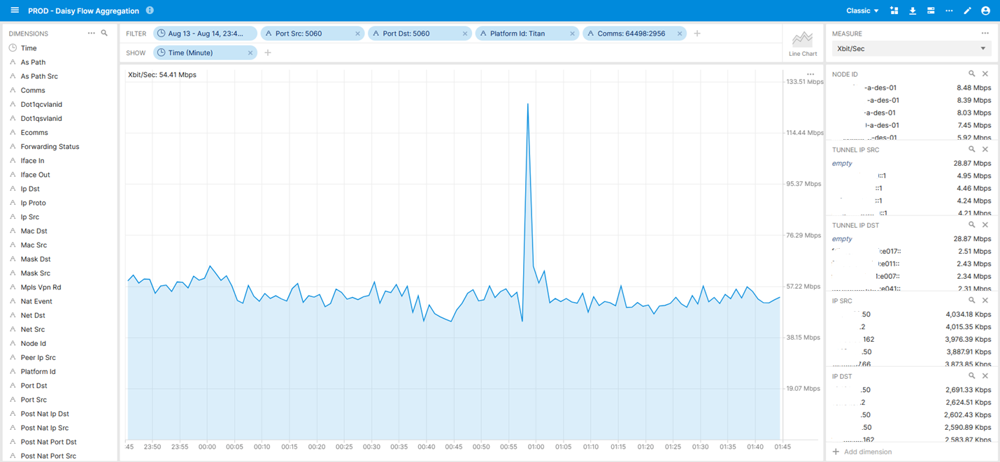 PROD - Daisy Flow Aggregation
Classic
DIMENSIONS
Time
As Path
As Path Src
Comms
Dot1qcvlanid
Dot1qsvlanid
Ecomms
Forwarding Status
Iface In
Iface Out
Ip Dst
Ip Proto
Ip Src
Mac Dst
Mac Src
Mask Dst
Mask Src
Mpls Vpn Rd
Nat Event
Net Dst
Net Src
Node Id
Peer Ip Src
Platform Id
Port Dst
Port Src
Post Nat Ip Dst
Post Nat Ip Src
Post Nat Port Dst
Post Nat Port Src
FILTER
Aug 13 - Aug 14, 23:4...
Port Src: 5060
Port Dst: 5060
Platform Id: Titan
Comms: 64498:2956
SHOW
Time (Minute)
Line Chart
Xbit/Sec: 54.41 Mbps
133.51 Mbps
114.44 Mbps
95.37 Mbps
76.29 Mbps
57.22 Mbps
38.15 Mbps
19.07 Mbps
:45 23:50 23:55 00:00 00:05 00:10 00:15 00:20 00:25 00:30 00:35 00:40 00:45 00:50 00:55 01:00 01:05 01:10 01:15 01:20 01:25 01:30 01:35 01:40 01:45
MEASURE
Xbit/Sec
NODE ID
-a-des-01 8.48 Mbps
-a-des-01 8.39 Mbps
-a-des-01 8.03 Mbps
-a-des-01 7.45 Mbps
-des-01 5.92 Mbps
TUNNEL IP SRC
empty 28.87 Mbps
::1 4.95 Mbps
::1 4.46 Mbps
::1 4.24 Mbps
::1 4.21 Mbps
TUNNEL IP DST
empty 28.87 Mbps
:e017:: 2.51 Mbps
:e011:: 2.43 Mbps
:e007:: 2.34 Mbps
:e041:: 2.31 Mbps
IP SRC
.50 4,034.18 Kbps
.2 4,015.35 Kbps
162 3,976.39 Kbps
.50 3,887.91 Kbps
66 3,873.85 Kbps
IP DST
.50 2,691.33 Kbps
.2 2,624.51 Kbps
.50 2,602.43 Kbps
.50 2,590.89 Kbps
.162 2,583.87 Kbps
Add dimension